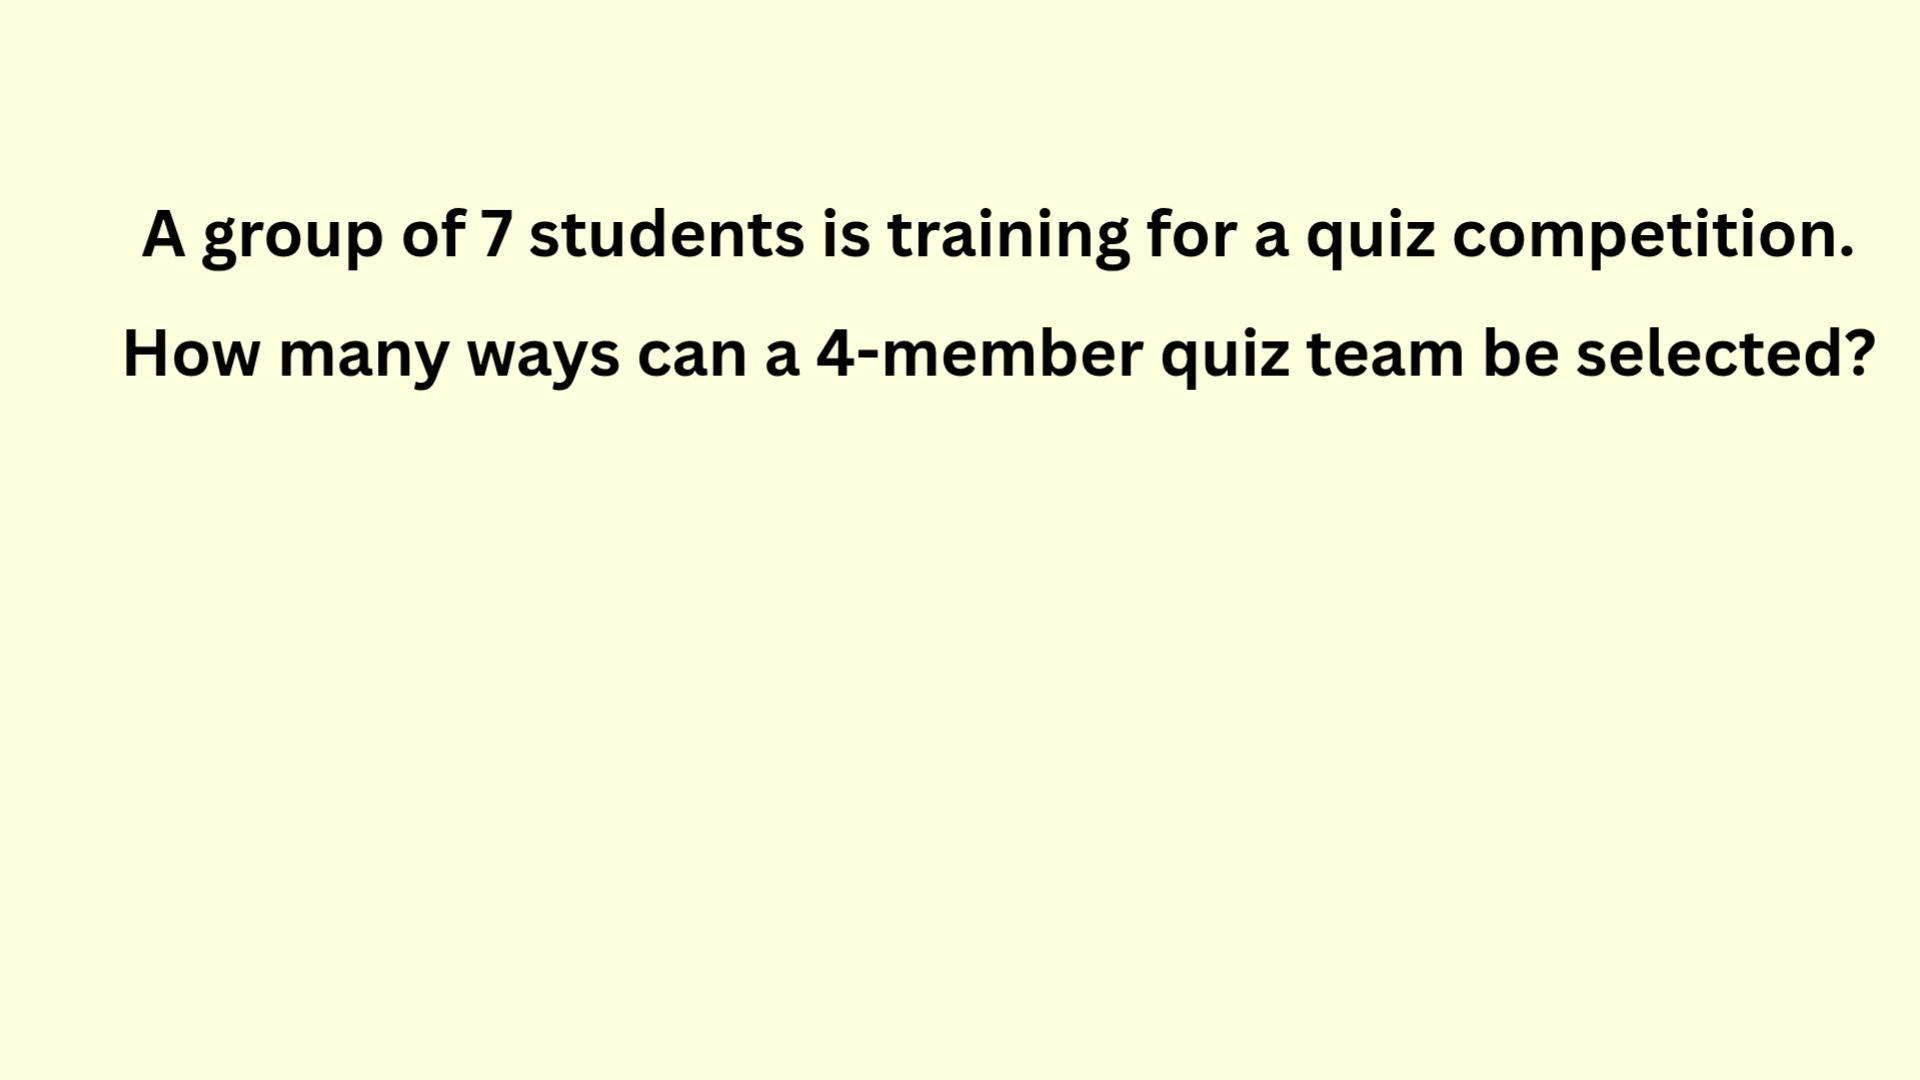 A group of 7 students is training for a quiz competition.
How many ways can a 4-member quiz team be selected?